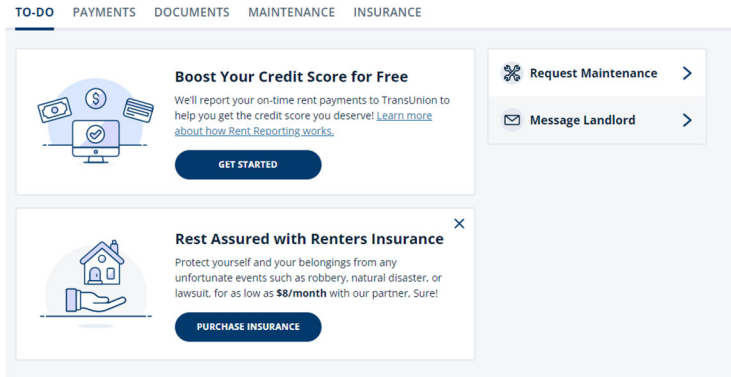 TO-DO PAYMENTS DOCUMENTS MAINTENANCE INSURANCE
Boost Your Credit Score for Free
We'll report your on-time rent payments to TransUnion to
help you get the credit score you deserve! Learn more
about how Rent Reporting works.
GET STARTED
Request Maintenance
Message Landlord
Rest Assured with Renters Insurance
Protect yourself and your belongings from any
unfortunate events such as robbery, natural disaster, or
lawsuit, for as low as $8/month with our partner, Sure!
PURCHASE INSURANCE